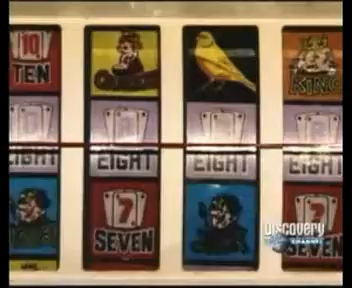 10
TEN
KING
EIGHT EIGHT EIGHT EIGHT
7 7
SEVEN SEVEN
Discovery
CHANNEL